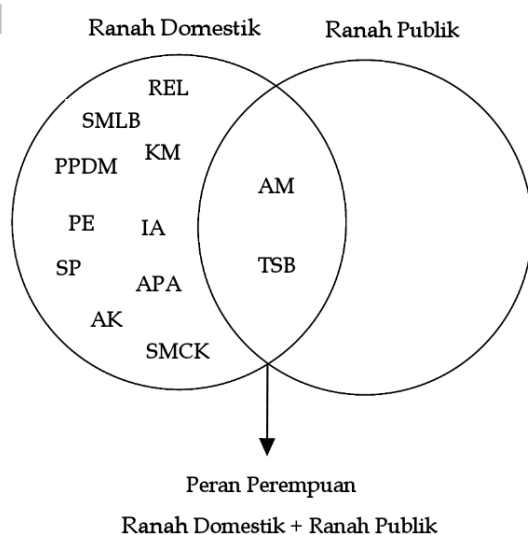 Ranah Domestik Ranah Publik
REL
SMLB
KM
PPDM
AM
PE IA
SP TSB
APA
AK
SMCK
Peran Perempuan
Ranah Domestik + Ranah Publik